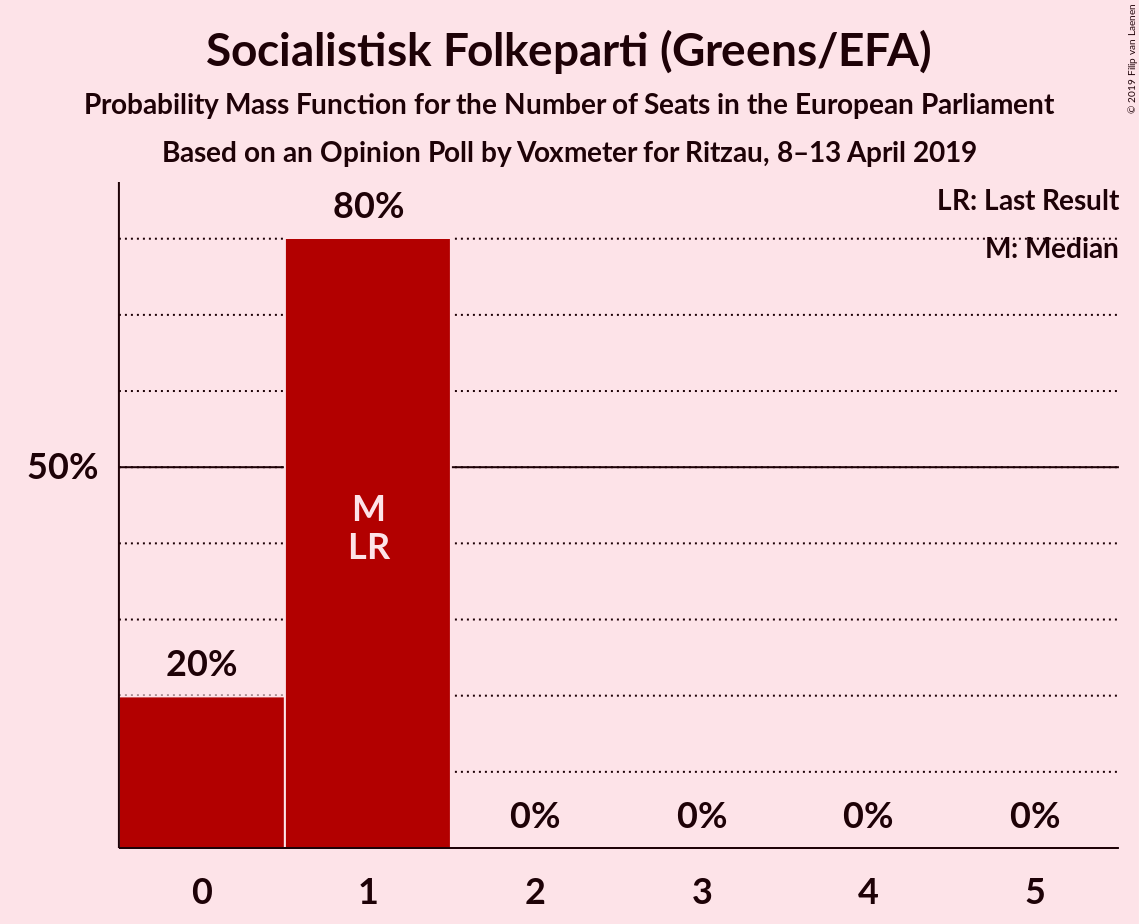 Socialistisk Folkeparti (Greens/EFA)
Probability Mass Function for the Number of Seats in the European Parliament
Based on an Opinion Poll by Voxmeter for Ritzau, 8–13 April 2019
© 2019 Filip van Laenen
LR: Last Result
M: Median
80%
50%
M
LR
20%
0% 0% 0% 0%
0 1 2 3 4 5